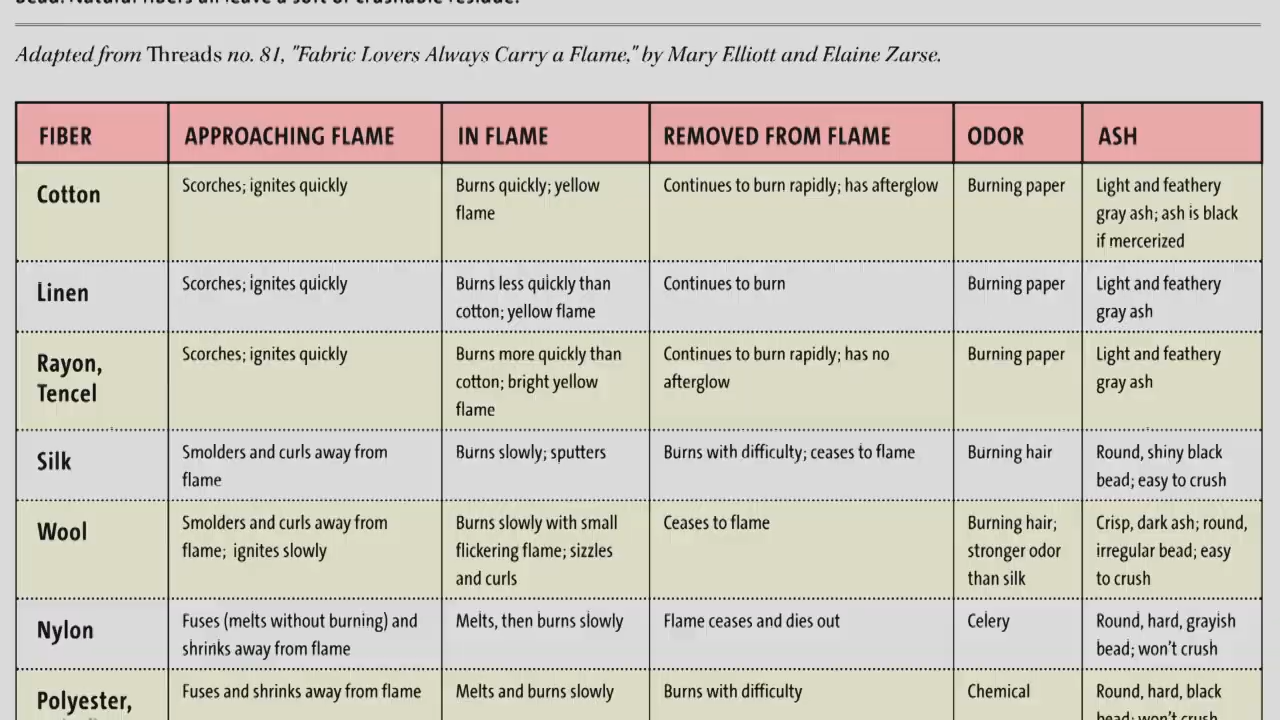 Adapted from Threads no. 81, "Fabric Lovers Always Carry a Flame," by Mary Elliott and Elaine Zarse.
FIBER APPROACHING FLAME IN FLAME REMOVED FROM FLAME ODOR ASH
Cotton
Scorches; ignites quickly
Burns quickly; yellow
flame
Continues to burn rapidly; has afterglow
Burning paper
Light and feathery
gray ash; ash is black
if mercerized
Linen
Scorches; ignites quickly
Burns less quickly than
cotton; yellow flame
Continues to burn
Burning paper
Light and feathery
gray ash
Rayon,
Tencel
Scorches; ignites quickly
Burns more quickly than
cotton; bright yellow
flame
Continues to burn rapidly; has no
afterglow
Burning paper
Light and feathery
gray ash
Silk
Smolders and curls away from
flame
Burns slowly; sputters
Burns with difficulty; ceases to flame
Burning hair
Round, shiny black
bead; easy to crush
Wool
Smolders and curls away from
flame; ignites slowly
Burns slowly with small
flickering flame; sizzles
and curls
Ceases to flame
Burning hair;
stronger odor
than silk
Crisp, dark ash; round,
irregular bead; easy
to crush
Nylon
Fuses (melts without burning) and
shrinks away from flame
Melts, then burns slowly
Flame ceases and dies out
Celery
Round, hard, grayish
bead; won't crush
Polyester,
Fuses and shrinks away from flame
Melts and burns slowly
Burns with difficulty
Chemical
Round, hard, black
bead; won't crush